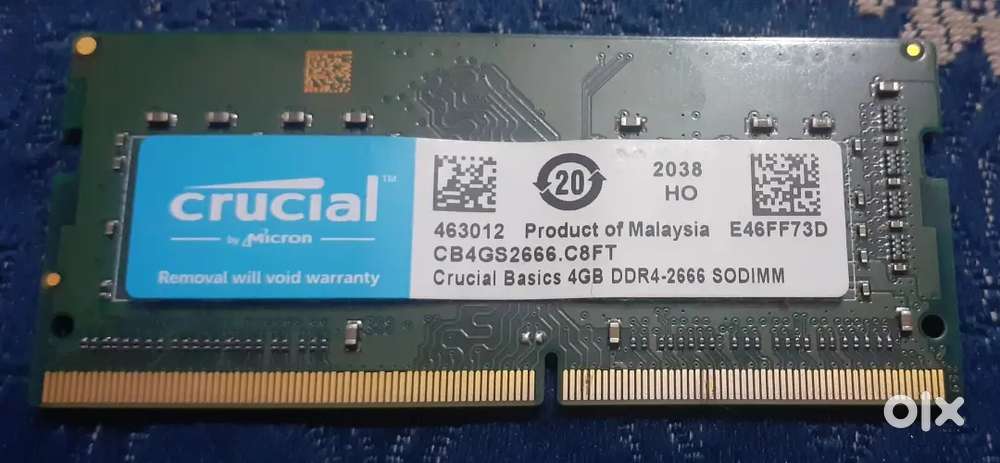 crucial™
by Micron
Removal will void warranty
20
2038
HO
463012 Product of Malaysia E46FF73D
CB4GS2666.C8FT
Crucial Basics 4GB DDR4-2666 SODIMM
olx